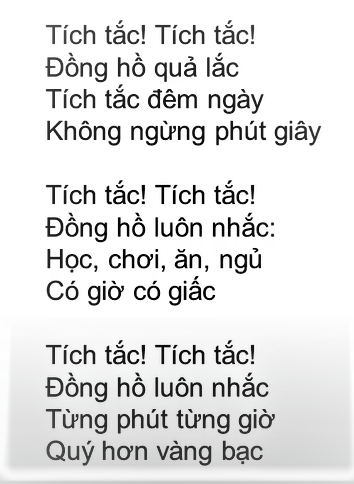 Tích tắc! Tích tắc!
Đồng hồ quả lắc
Tích tắc đêm ngày
Không ngừng phút giây

Tích tắc! Tích tắc!
Đồng hồ luôn nhắc:
Học, chơi, ăn, ngủ
Có giờ có giấc

Tích tắc! Tích tắc!
Đồng hồ luôn nhắc
Từng phút từng giờ
Quý hơn vàng bạc